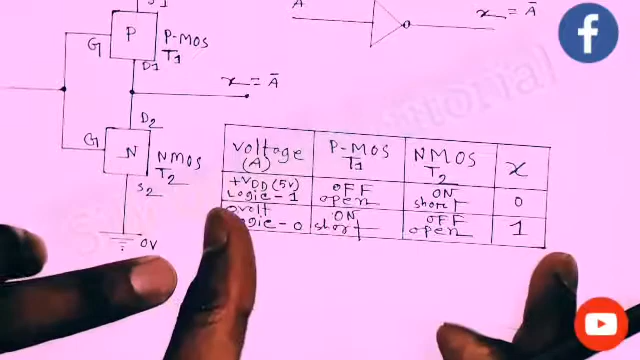 S1
A
P
P-MOS
G
T1
x = Ā
D1
x = Ā
D2
G
N
NMOS
T2
S2
0V
voltage (A)
P-MOS T1
NMOS T2
x
+VDD (5v) Logic-1
OFF open
ON short
0
0volt Logic-0
ON short
OFF open
1